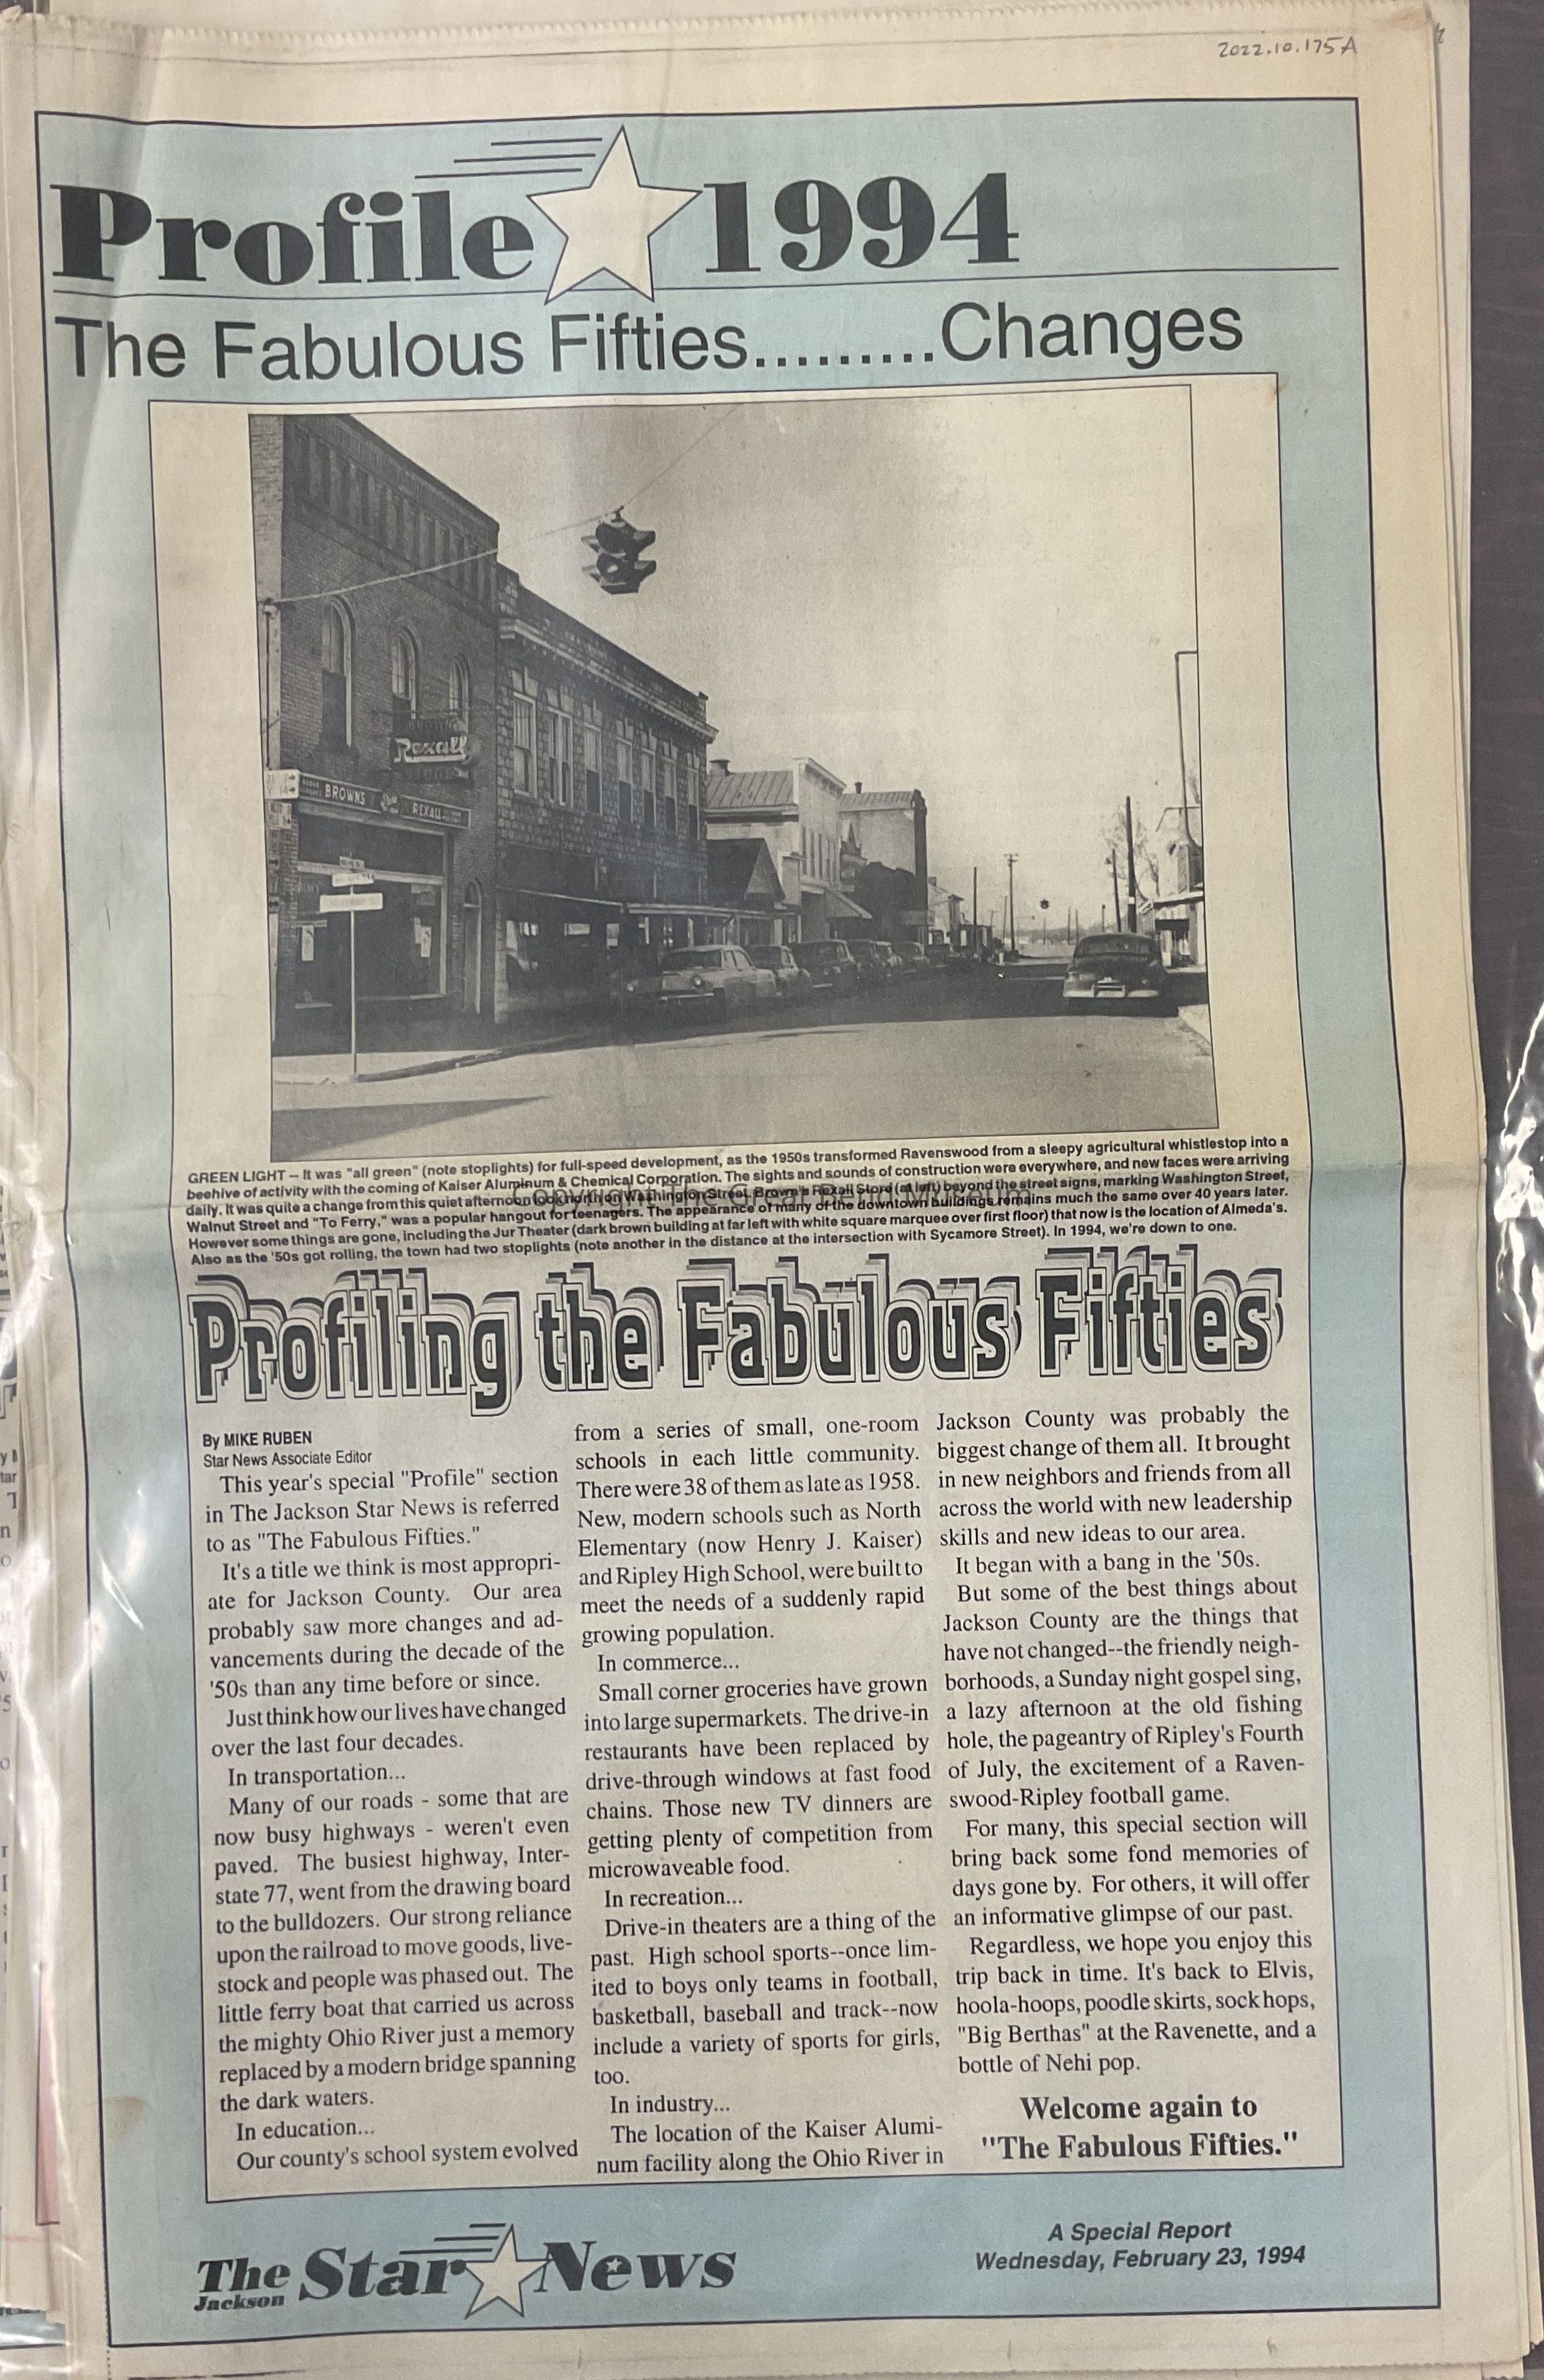 2022.10.175A
Profile 1994
The Fabulous Fifties.........Changes
Rexall
BROWNS REXALL
GREEN LIGHT -- It was "all green" (note stoplights) for full-speed development, as the 1950s transformed Ravenswood from a sleepy agricultural whistlestop into a
beehive of activity with the coming of Kaiser Aluminum & Chemical Corporation. The sights and sounds of construction were everywhere, and new faces were arriving
daily. It was quite a change from this quiet afternoon looking north on Washington Street. Brown's Rexall Stord (at left) beyond the street signs, marking Washington Street,
Copyright The Great Bend Museum
Walnut Street and "To Ferry," was a popular hangout for teenagers. The appearance of many of the downtown buildings remains much the same over 40 years later.
However some things are gone, including the Jur Theater (dark brown building at far left with white square marquee over first floor) that now is the location of Almeda's.
Also as the '50s got rolling, the town had two stoplights (note another in the distance at the intersection with Sycamore Street). In 1994, we're down to one.
Profiling the Fabulous Fifties
By MIKE RUBEN
Star News Associate Editor
This year's special "Profile" section
in The Jackson Star News is referred
to as "The Fabulous Fifties."
It's a title we think is most appropri-
ate for Jackson County. Our area
probably saw more changes and ad-
vancements during the decade of the
'50s than any time before or since.
Just think how our lives have changed
over the last four decades.
In transportation...
Many of our roads - some that are
now busy highways - weren't even
paved. The busiest highway, Inter-
state 77, went from the drawing board
to the bulldozers. Our strong reliance
upon the railroad to move goods, live-
stock and people was phased out. The
little ferry boat that carried us across
the mighty Ohio River just a memory
replaced by a modern bridge spanning
the dark waters.
In education...
Our county's school system evolved
from a series of small, one-room
schools in each little community.
There were 38 of them as late as 1958.
New, modern schools such as North
Elementary (now Henry J. Kaiser)
and Ripley High School, were built to
meet the needs of a suddenly rapid
growing population.
In commerce...
Small corner groceries have grown
into large supermarkets. The drive-in
restaurants have been replaced by
drive-through windows at fast food
chains. Those new TV dinners are
getting plenty of competition from
microwaveable food.
In recreation...
Drive-in theaters are a thing of the
past. High school sports--once lim-
ited to boys only teams in football,
basketball, baseball and track--now
include a variety of sports for girls,
too.
In industry...
The location of the Kaiser Alumi-
num facility along the Ohio River in
Jackson County was probably the
biggest change of them all. It brought
in new neighbors and friends from all
across the world with new leadership
skills and new ideas to our area.
It began with a bang in the '50s.
But some of the best things about
Jackson County are the things that
have not changed--the friendly neigh-
borhoods, a Sunday night gospel sing,
a lazy afternoon at the old fishing
hole, the pageantry of Ripley's Fourth
of July, the excitement of a Raven-
swood-Ripley football game.
For many, this special section will
bring back some fond memories of
days gone by. For others, it will offer
an informative glimpse of our past.
Regardless, we hope you enjoy this
trip back in time. It's back to Elvis,
hoola-hoops, poodle skirts, sock hops,
"Big Berthas" at the Ravenette, and a
bottle of Nehi pop.
Welcome again to
"The Fabulous Fifties."
The Jackson Star News
A Special Report
Wednesday, February 23, 1994